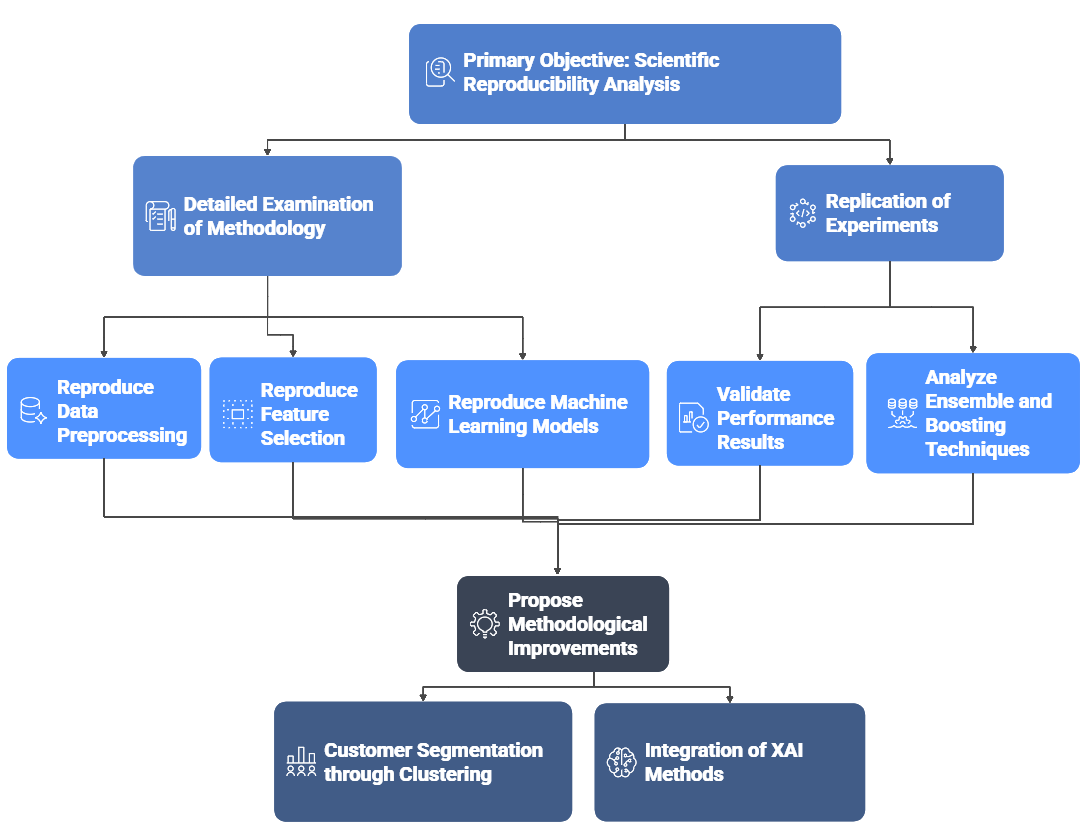 Primary Objective: Scientific
Reproducibility Analysis
Detailed Examination
of Methodology
Replication of
Experiments
Reproduce
Data
Preprocessing
Reproduce
Feature
Selection
Reproduce Machine
Learning Models
Validate
Performance
Results
Analyze
Ensemble and
Boosting
Techniques
Propose
Methodological
Improvements
Customer Segmentation
through Clustering
Integration of XAI
Methods